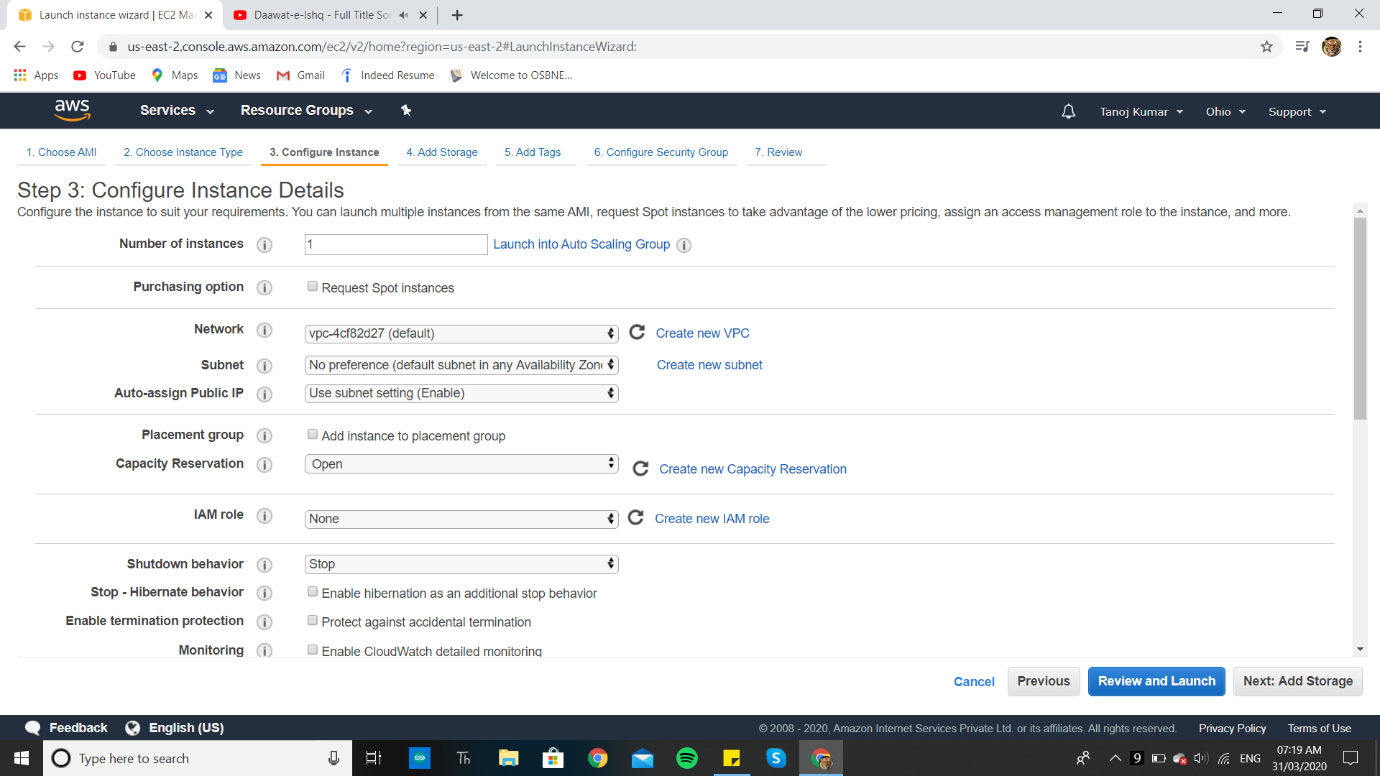 Launch instance wizard | EC2 Ma
Daawat-e-Ishq - Full Title So
us-east-2.console.aws.amazon.com/ec2/v2/home?region=us-east-2#LaunchInstanceWizard:
Apps YouTube Maps News Gmail Indeed Resume Welcome to OSBNE...
aws Services Resource Groups Tanoj Kumar Ohio Support
1. Choose AMI 2. Choose Instance Type 3. Configure Instance 4. Add Storage 5. Add Tags 6. Configure Security Group 7. Review
Step 3: Configure Instance Details
Configure the instance to suit your requirements. You can launch multiple instances from the same AMI, request Spot instances to take advantage of the lower pricing, assign an access management role to the instance, and more.
Number of instances 1 Launch into Auto Scaling Group
Purchasing option Request Spot instances
Network vpc-4cf82d27 (default) Create new VPC
Subnet No preference (default subnet in any Availability Zon Create new subnet
Auto-assign Public IP Use subnet setting (Enable)
Placement group Add instance to placement group
Capacity Reservation Open Create new Capacity Reservation
IAM role None Create new IAM role
Shutdown behavior Stop
Stop - Hibernate behavior Enable hibernation as an additional stop behavior
Enable termination protection Protect against accidental termination
Monitoring Enable CloudWatch detailed monitoring
Cancel Previous Review and Launch Next: Add Storage
Feedback English (US) © 2008 - 2020, Amazon Internet Services Private Ltd. or its affiliates. All rights reserved. Privacy Policy Terms of Use
Type here to search Th 9 ENG 07:19 AM
31/03/2020